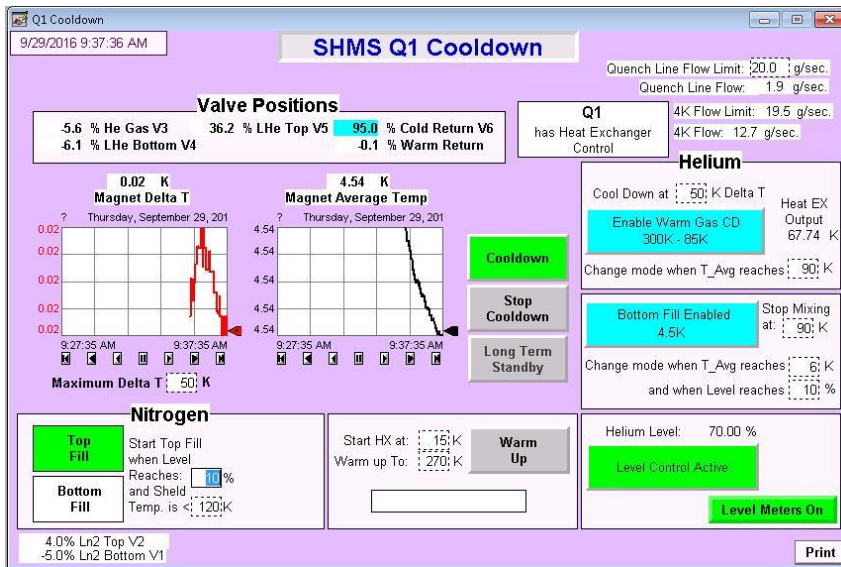 Q1 Cooldown
9/29/2016 9:37:36 AM
SHMS Q1 Cooldown
Quench Line Flow Limit: 20.0 g/sec.
Quench Line Flow: 1.9 g/sec.
Valve Positions
-5.6 % He Gas V3 36.2 % LHe Top V5 95.0 % Cold Return V6
-6.1 % LHe Bottom V4 -0.1 % Warm Return
Q1
has Heat Exchanger
Control
4K Flow Limit: 19.5 g/sec.
4K Flow: 12.7 g/sec.
0.02 K
Magnet Delta T
? Thursday, September 29, 201
0.02
0.02
0.02
0.02
0.02
9:27:35 AM 9:37:35 AM
Maximum Delta T 50 K
4.54 K
Magnet Average Temp
? Thursday, September 29, 201
4.54
4.54
4.54
4.54
4.54
9:27:35 AM 9:37:35 AM
Cooldown
Stop
Cooldown
Long Term
Standby
Helium
Cool Down at 50 K Delta T
Enable Warm Gas CD
300K - 85K
Heat EX
Output
67.74 K
Change mode when T_Avg reaches 90 K
Bottom Fill Enabled
4.5K
Stop Mixing
at: 90 K
Change mode when T_Avg reaches 6 K
and when Level reaches 10 %
Nitrogen
Top
Fill
Bottom
Fill
Start Top Fill
when Level
Reaches: 10 %
and Sheld
Temp. is < 120 K
Start HX at: 15 K
Warm up To: 270 K
Warm
Up
Helium Level: 70.00 %
Level Control Active
Level Meters On
4.0% Ln2 Top V2
-5.0% Ln2 Bottom V1
Print